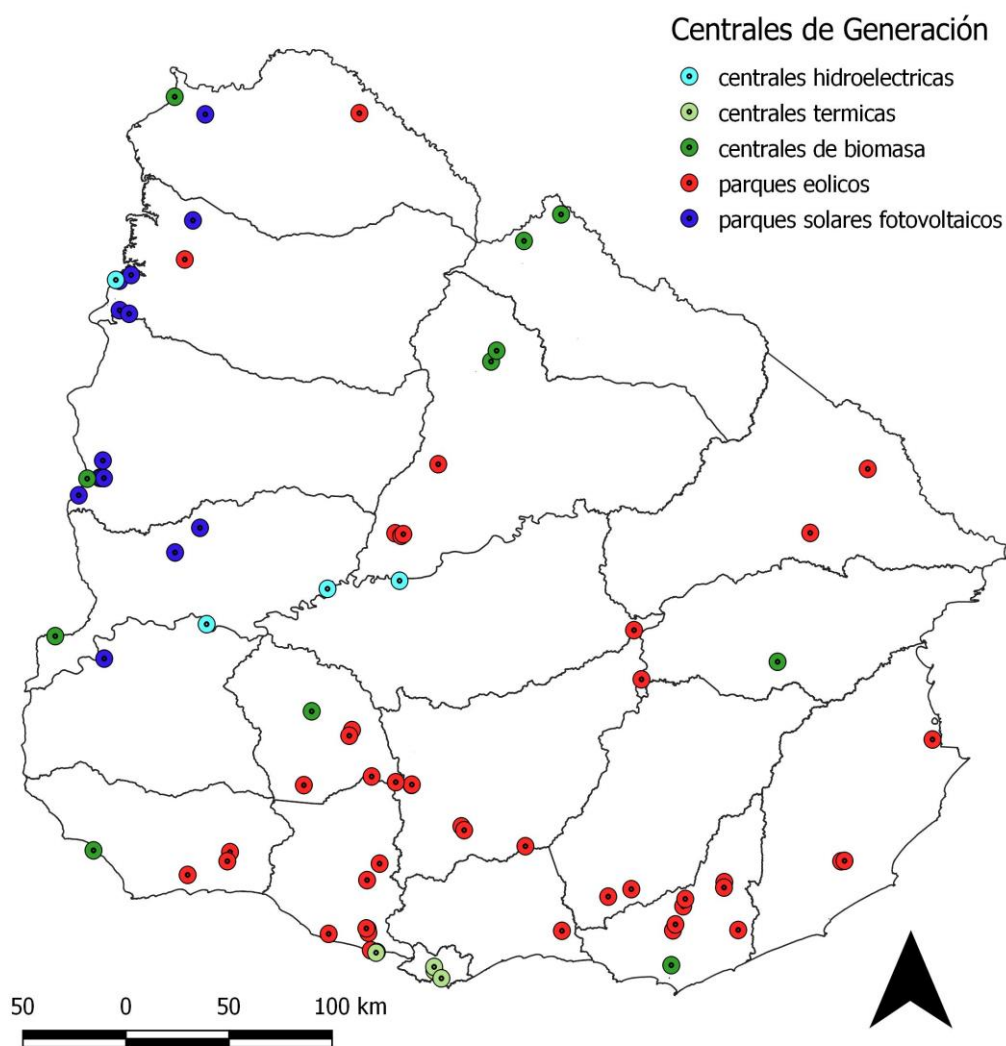 Centrales de Generación
centrales hidroelectricas
centrales termicas
centrales de biomasa
parques eolicos
parques solares fotovoltaicos
50 0 50 100 km